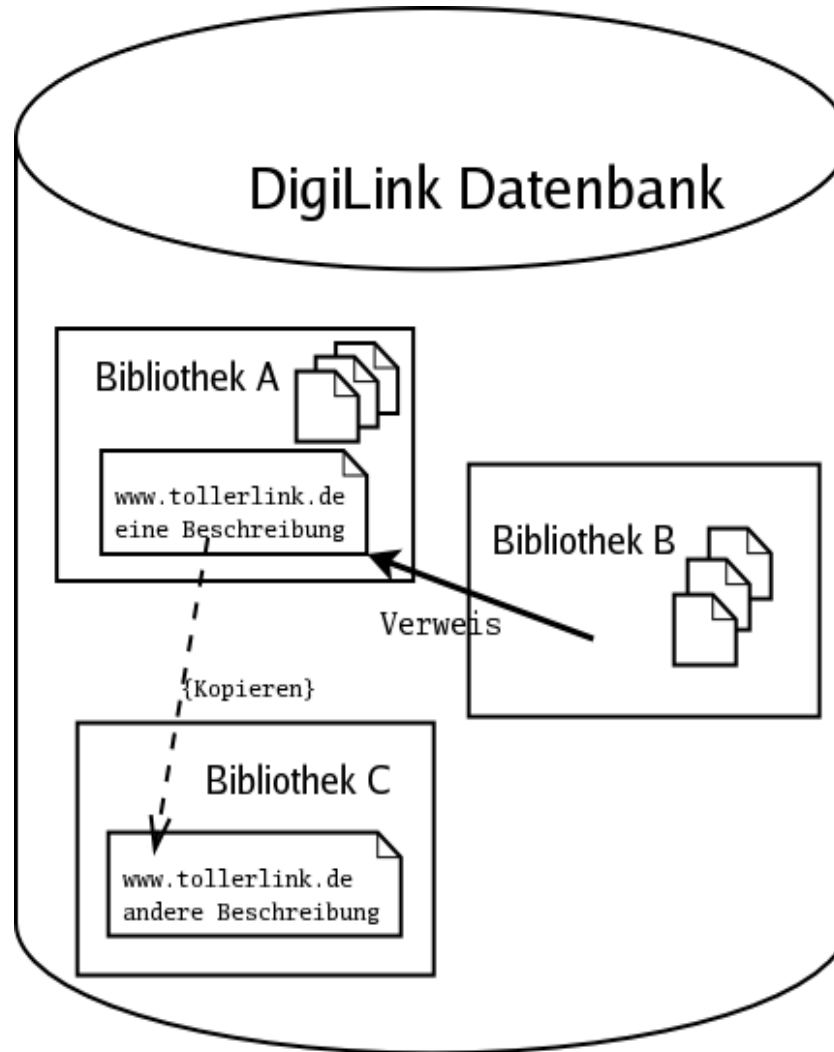 DigiLink Datenbank
Bibliothek A
www.tollerlink.de
eine Beschreibung
Bibliothek B
Verweis
{Kopieren}
Bibliothek C
www.tollerlink.de
andere Beschreibung